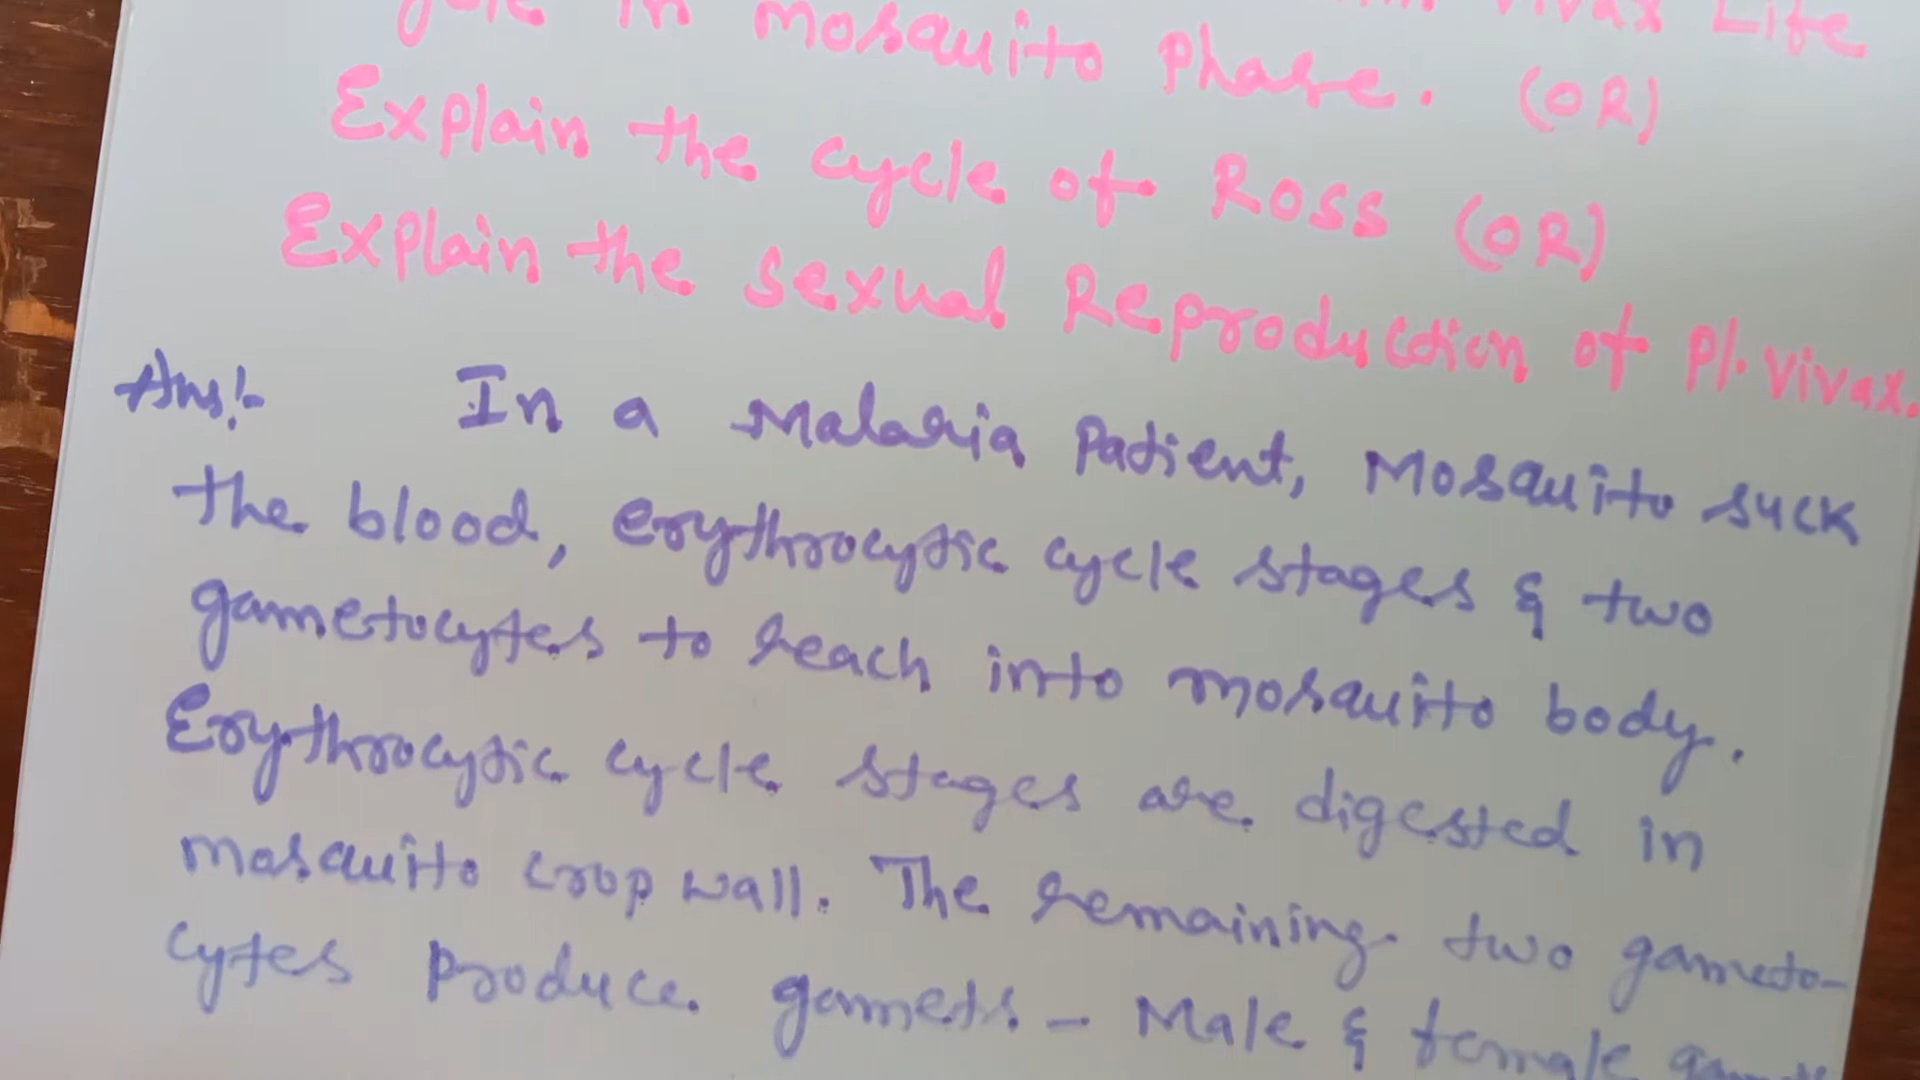 in Mosquito Phase. (OR)
Explain the cycle of Ross (OR)
Explain the sexual Reproduction of Pl. Vivax.
Ans:- In a Malaria Patient, Mosquito suck
the blood, erythrocytic cycle stages & two
gametocytes to reach into mosquito body.
Erythrocytic cycle stages are digested in
mosquito crop wall. The remaining two gameto-
cytes produce gamets - Male & female